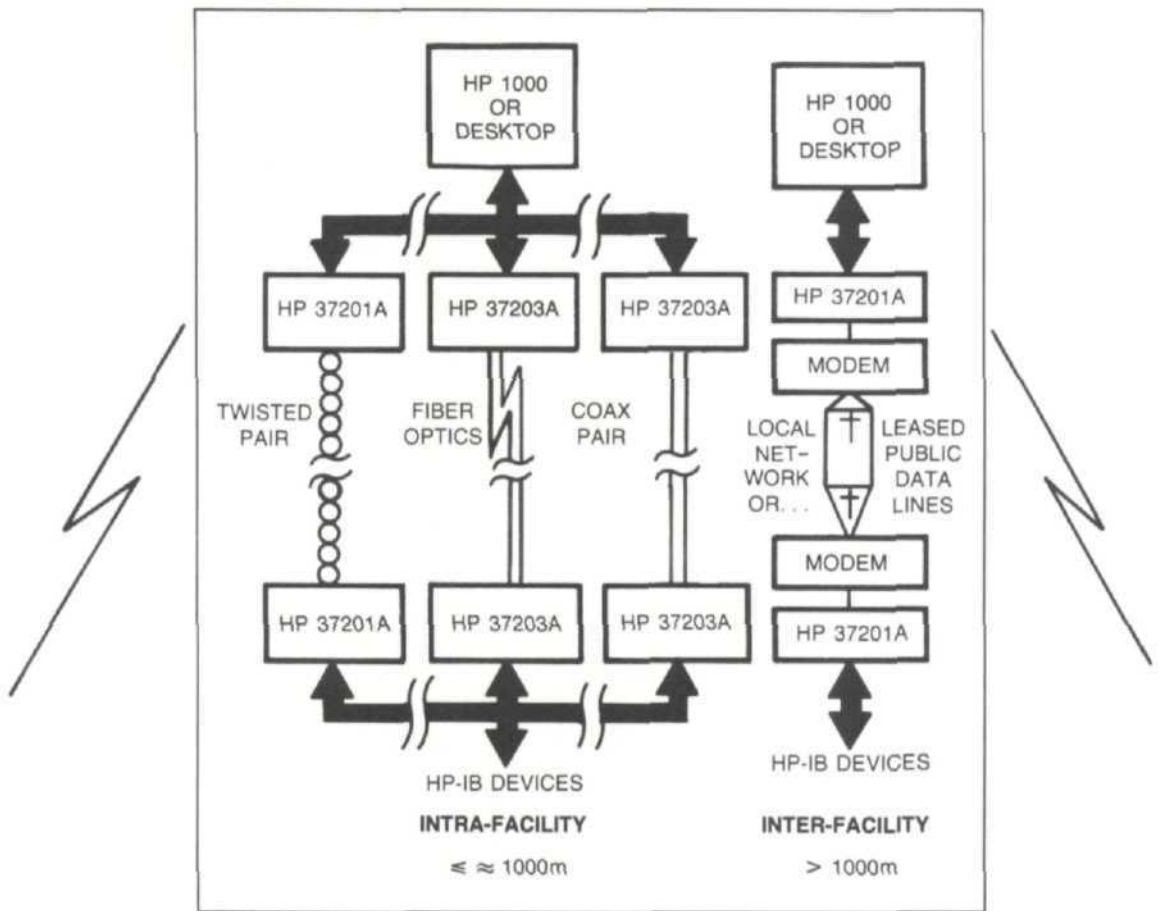 HP 1000
OR
DESKTOP
HP 1000
OR
DESKTOP
HP 37201A
HP 37203A
HP 37203A
HP 37201A
MODEM
TWISTED
PAIR
FIBER
OPTICS
COAX
PAIR
LOCAL
NET-
WORK
OR...
LEASED
PUBLIC
DATA
LINES
MODEM
HP 37201A
HP 37203A
HP 37203A
HP 37201A
HP-IB DEVICES
HP-IB DEVICES
INTRA-FACILITY
≤ ≈ 1000m
INTER-FACILITY
> 1000m